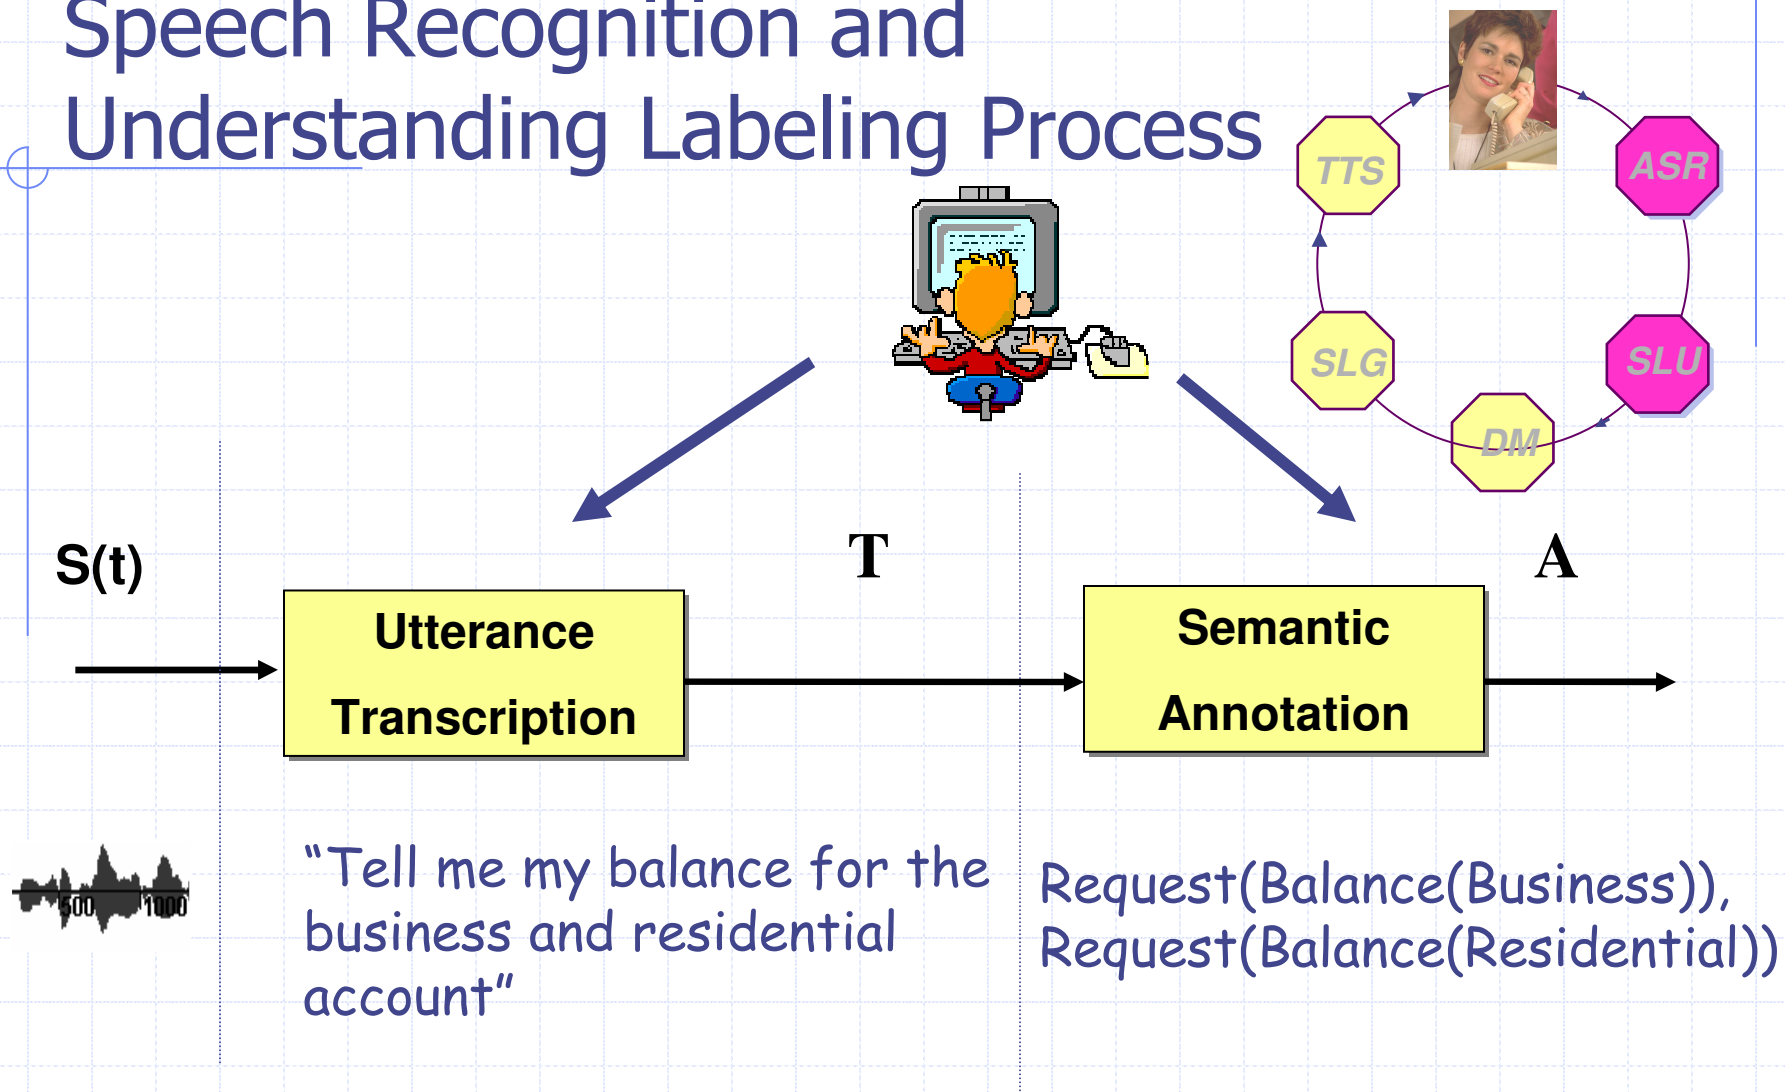 Speech Recognition and
Understanding Labeling Process
TTS
ASR
SLG
SLU
DM
S(t)
T
A
Utterance
Transcription
Semantic
Annotation
500 1000
“Tell me my balance for the
business and residential
account”
Request(Balance(Business)),
Request(Balance(Residential))